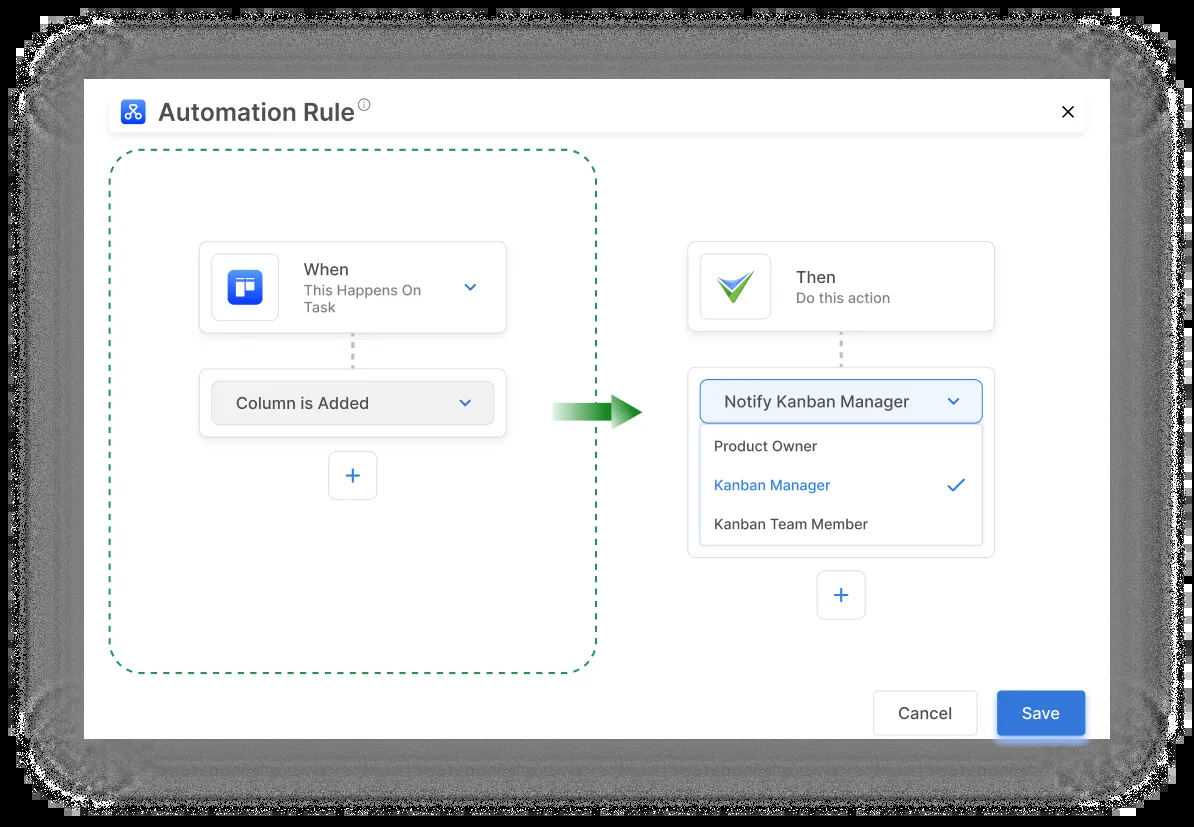 Automation Rule
When
This Happens On
Task
Column is Added
Then
Do this action
Notify Kanban Manager
Product Owner
Kanban Manager
Kanban Team Member
Cancel
Save